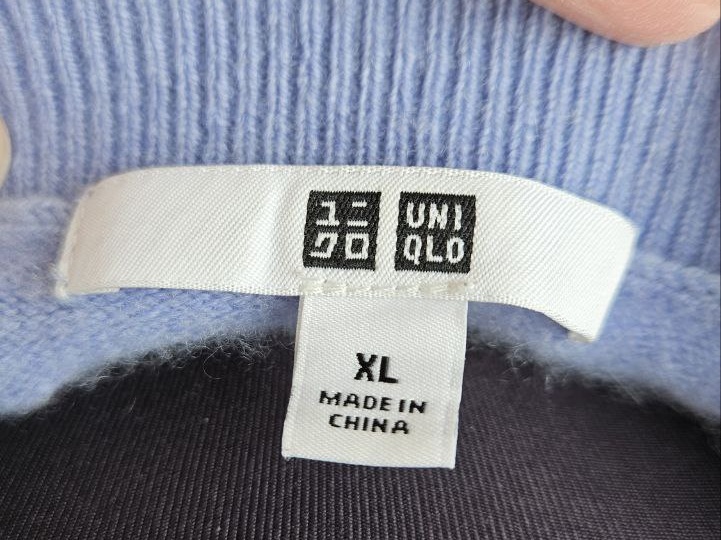 ユニ
クロ
UNI
QLO
XL
MADE IN
CHINA